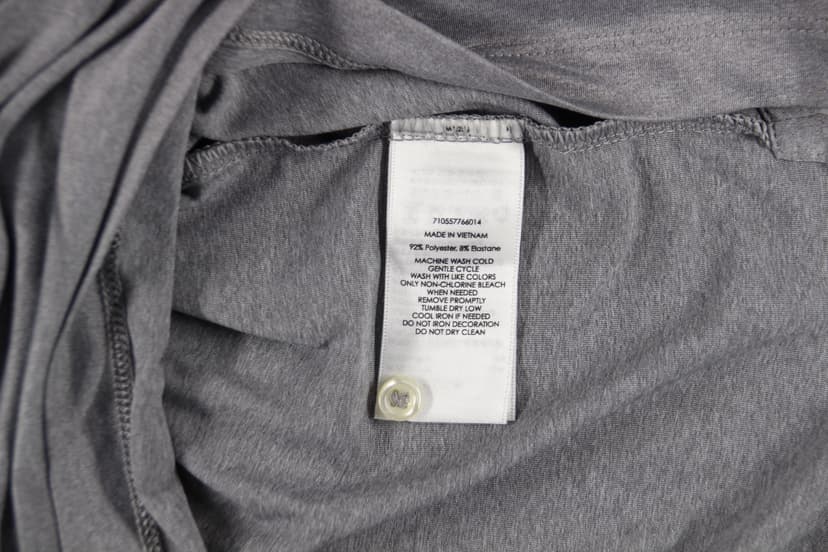 710557766014
MADE IN VIETNAM
92% Polyester, 8% Elastane
MACHINE WASH COLD
GENTLE CYCLE
WASH WITH LIKE COLORS
ONLY NON-CHLORINE BLEACH
WHEN NEEDED
REMOVE PROMPTLY
TUMBLE DRY LOW
COOL IRON IF NEEDED
DO NOT IRON DECORATION
DO NOT DRY CLEAN